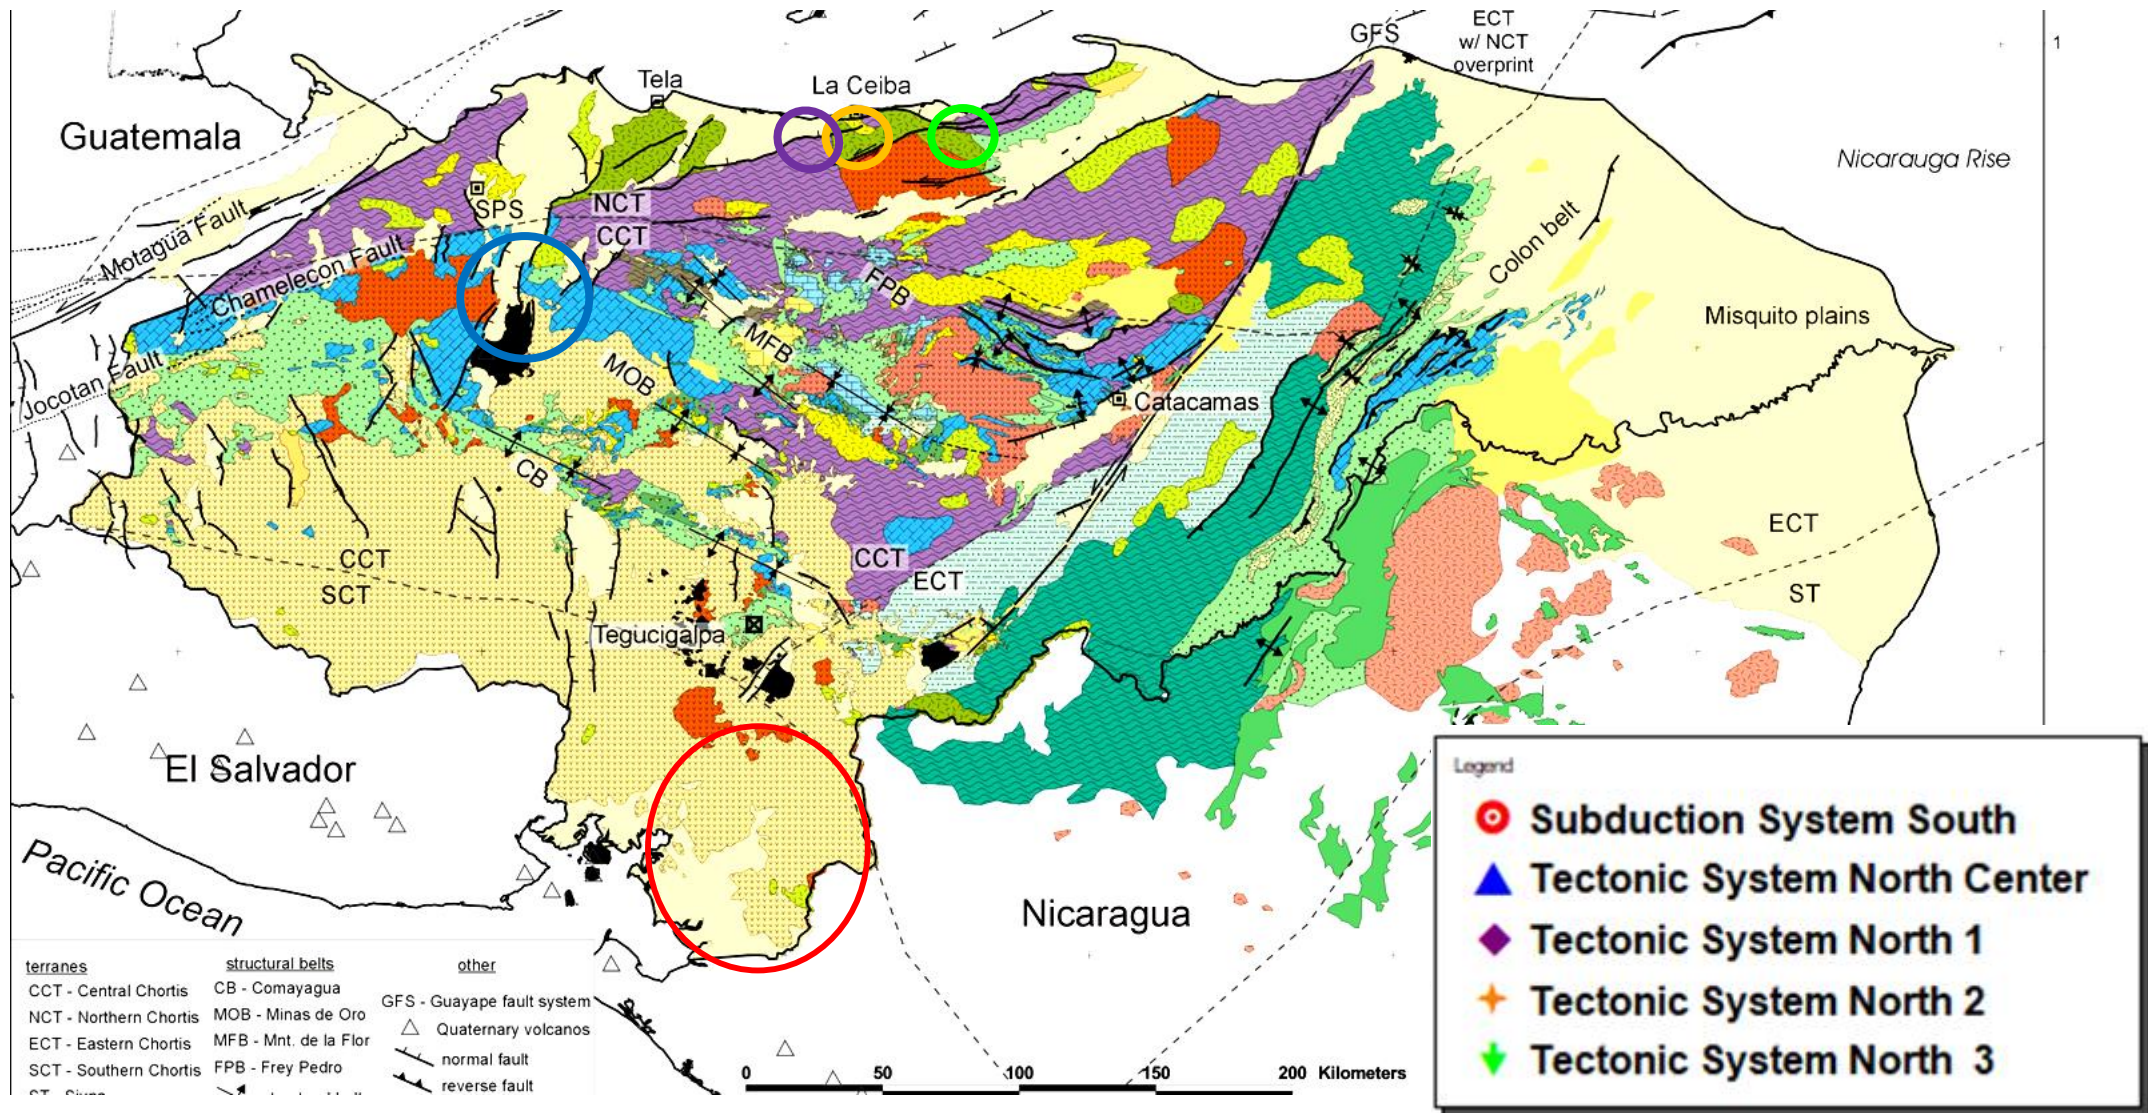 GFS
ECT
w/ NCT
overprint
1
Tela
La Ceiba
Guatemala
Nicarauga Rise
SPS
NCT
CCT
Motagua Fault
Chamelecon Fault
FPB
Colon belt
Misquito plains
Jocotan Fault
MFB
MOB
Catacamas
CB
CCT
SCT
CCT
ECT
ECT
ST
Tegucigalpa
El Salvador
Pacific Ocean
Nicaragua
terranes
CCT - Central Chortis
NCT - Northern Chortis
ECT - Eastern Chortis
SCT - Southern Chortis
structural belts
CB - Comayagua
MOB - Minas de Oro
MFB - Mnt. de la Flor
FPB - Frey Pedro
other
GFS - Guayape fault system
Quaternary volcanos
normal fault
reverse fault
0 50 100 150 200 Kilometers
Legend
Subduction System South
Tectonic System North Center
Tectonic System North 1
Tectonic System North 2
Tectonic System North 3